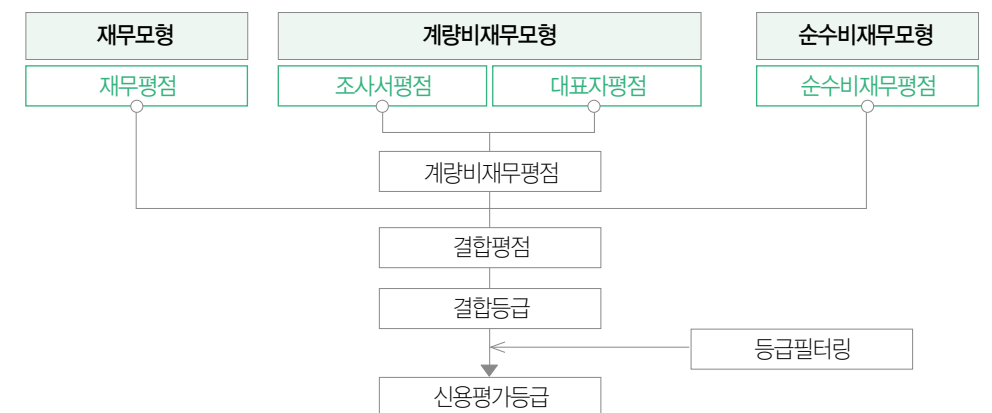 재무모형
계량비재무모형
순수비재무모형
재무평점
조사서평점
대표자평점
순수비재무평점
계량비재무평점
결합평점
결합등급
등급필터링
신용평가등급